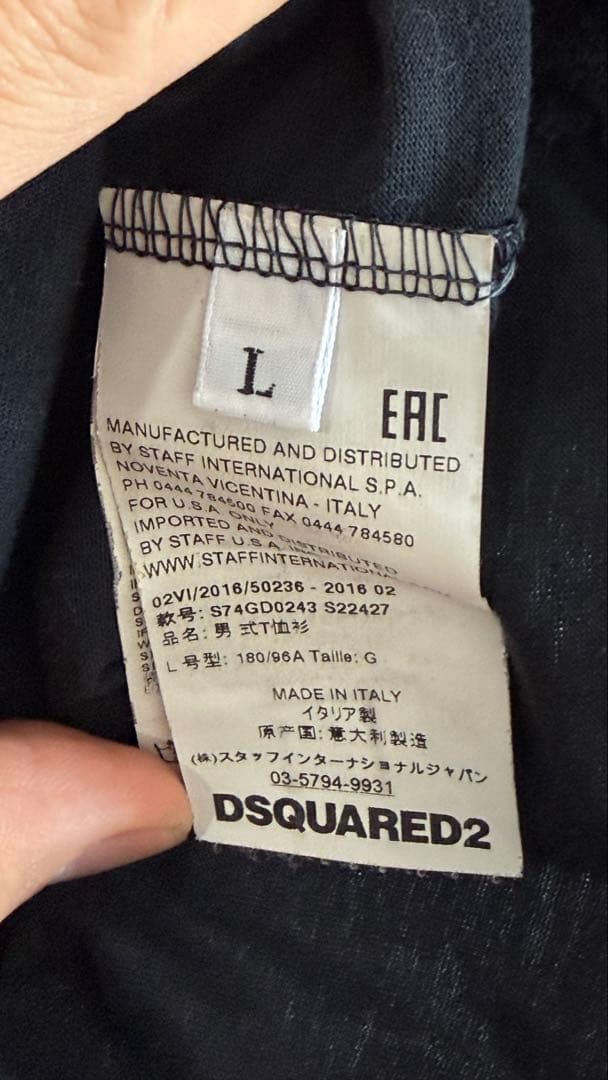 L
EAC
MANUFACTURED AND DISTRIBUTED
BY STAFF INTERNATIONAL S.P.A.
NOVENTA VICENTINA - ITALY
PH 0444 784500 FAX 0444 784580
FOR U.S.A. ONLY
IMPORTED AND DISTRIBUTED
BY STAFF U.S.A.
WWW.STAFFINTERNATIONAL
02VI/2016/50236 - 2016 02
款号: S74GD0243 S22427
品名: 男 式T恤衫
L 号型: 180/96A Taille: G
MADE IN ITALY
イタリア製
原产国: 意大利製造
(株)スタッフインターナショナルジャパン
03-5794-9931
DSQUARED2